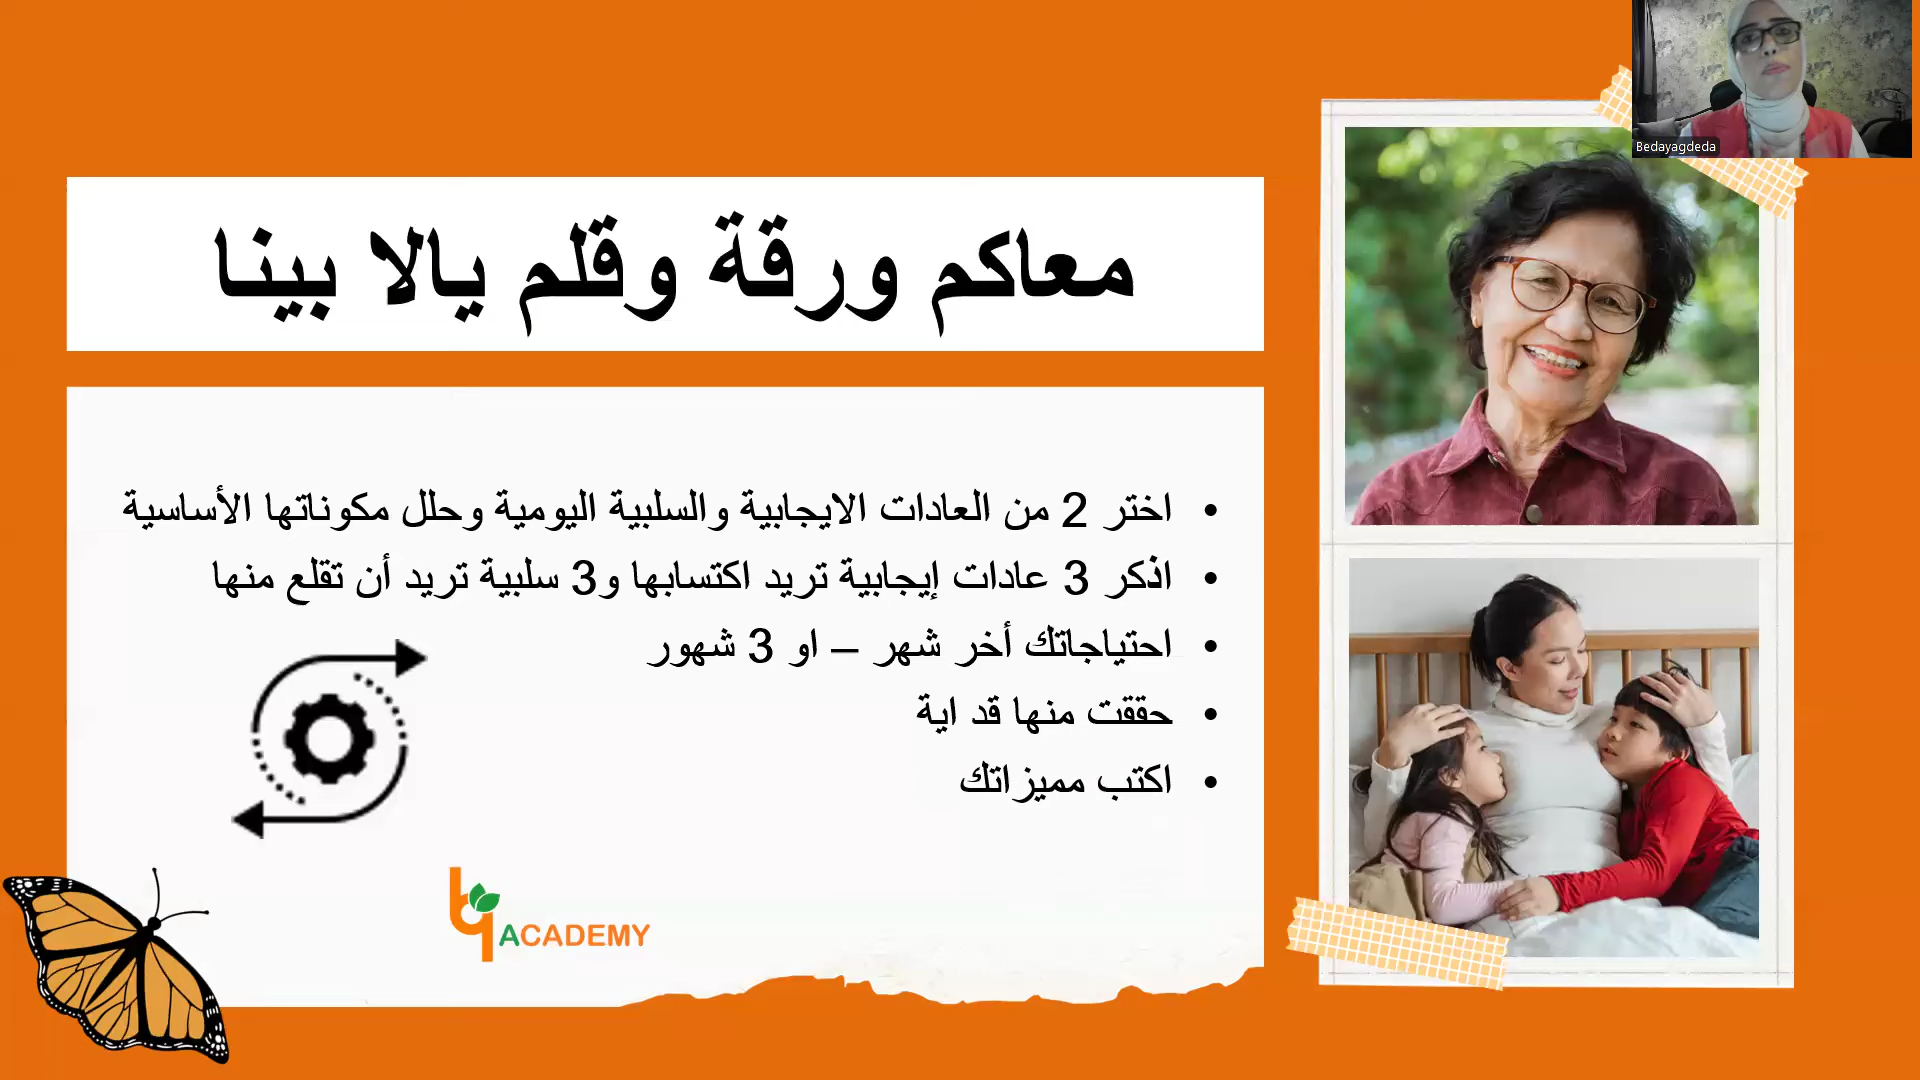 Bedayagdeda
معاكم ورقة وقلم يالا بينا
• اختر 2 من العادات الايجابية والسلبية اليومية وحلل مكوناتها الأساسية
• اذكر 3 عادات إيجابية تريد اكتسابها و3 سلبية تريد أن تقلع منها
• احتياجاتك أخر شهر – او 3 شهور
• حققت منها قد اية
• اكتب مميزاتك
ACADEMY